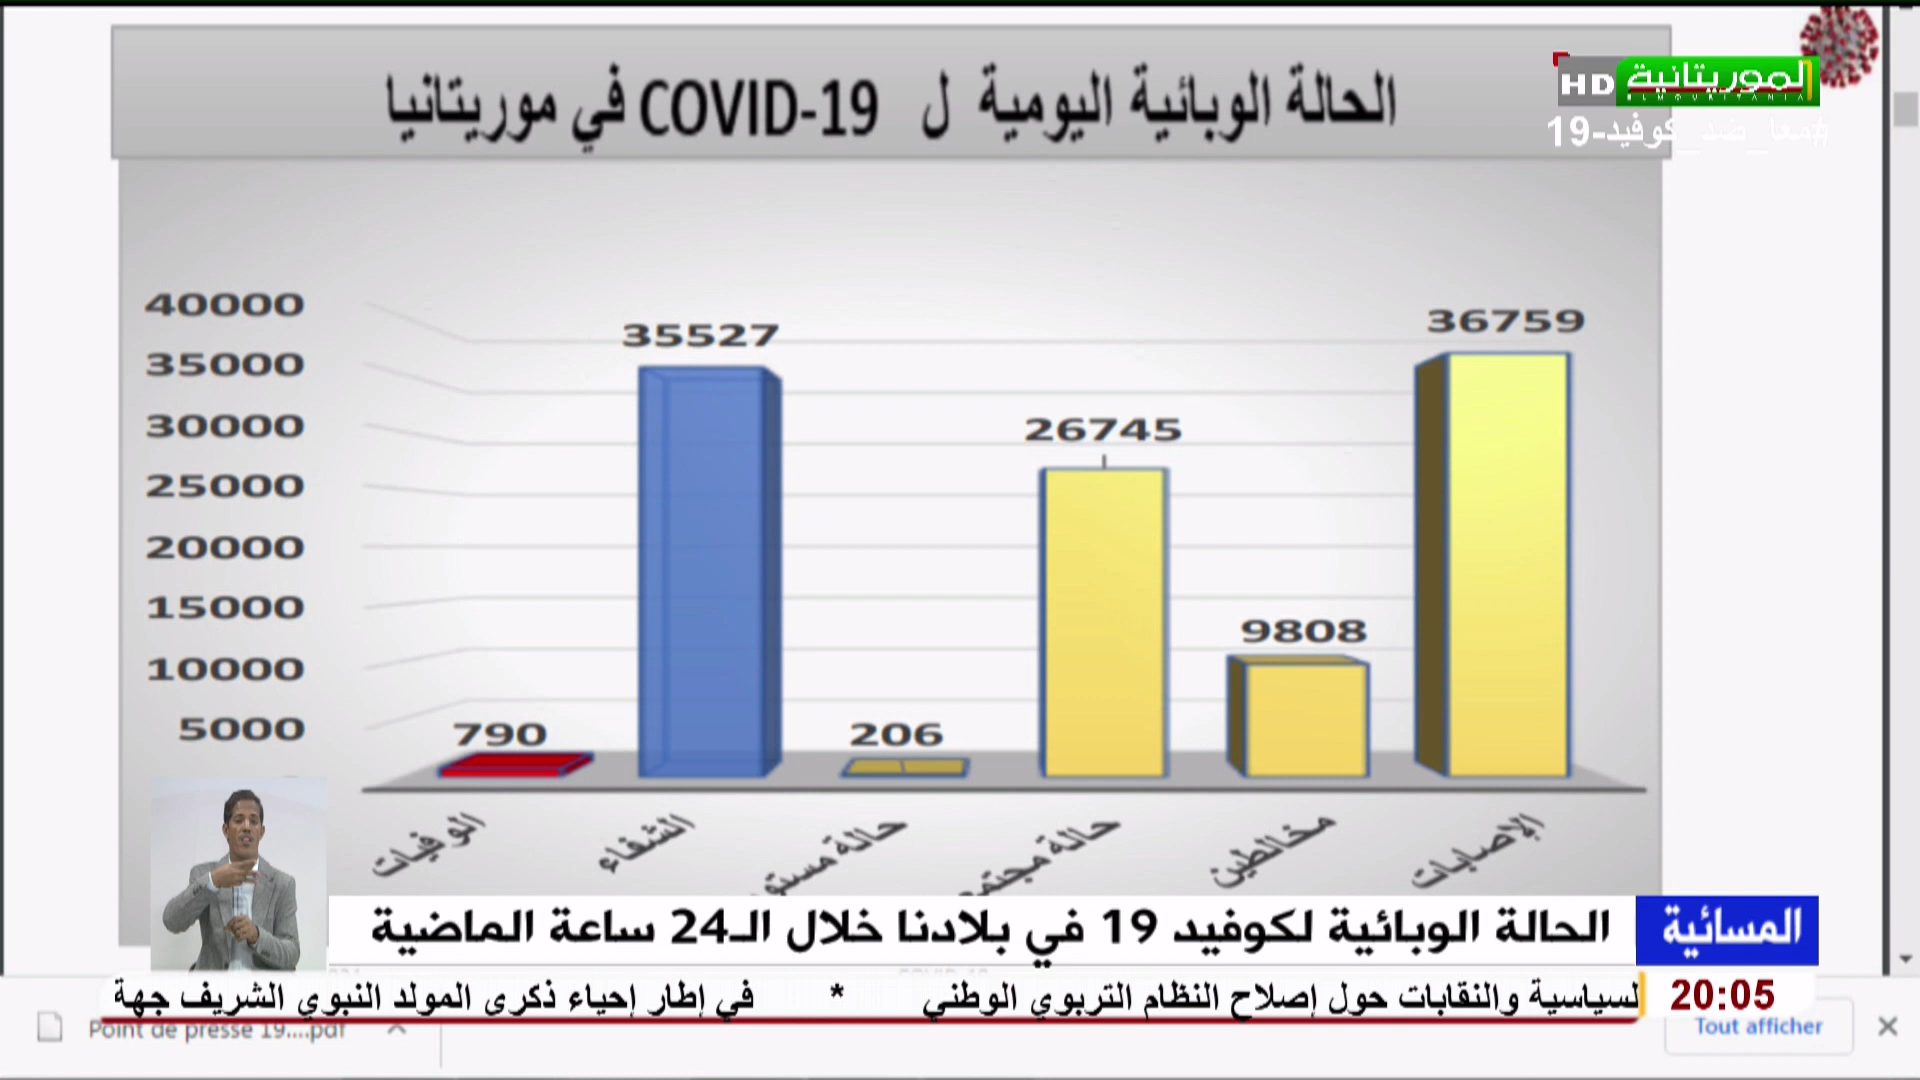 الحالة الوبائية اليومية ل COVID-19 في موريتانيا
الموريتانية HD
ELMOURITANIA
#معا_ضد_كوفيد-19
40000
35000
30000
25000
20000
15000
10000
5000
790
35527
206
26745
9808
36759
الوفيات
الشفاء
حالة
حالة
مخالطين
الإصابات
المسائية
الحالة الوبائية لكوفيد 19 في بلادنا خلال الـ24 ساعة الماضية
20:05
لسياسية والنقابات حول إصلاح النظام التربوي الوطني * في إطار إحياء ذكرى المولد النبوي الشريف جهة
Point de presse 19....pdf
Tout afficher